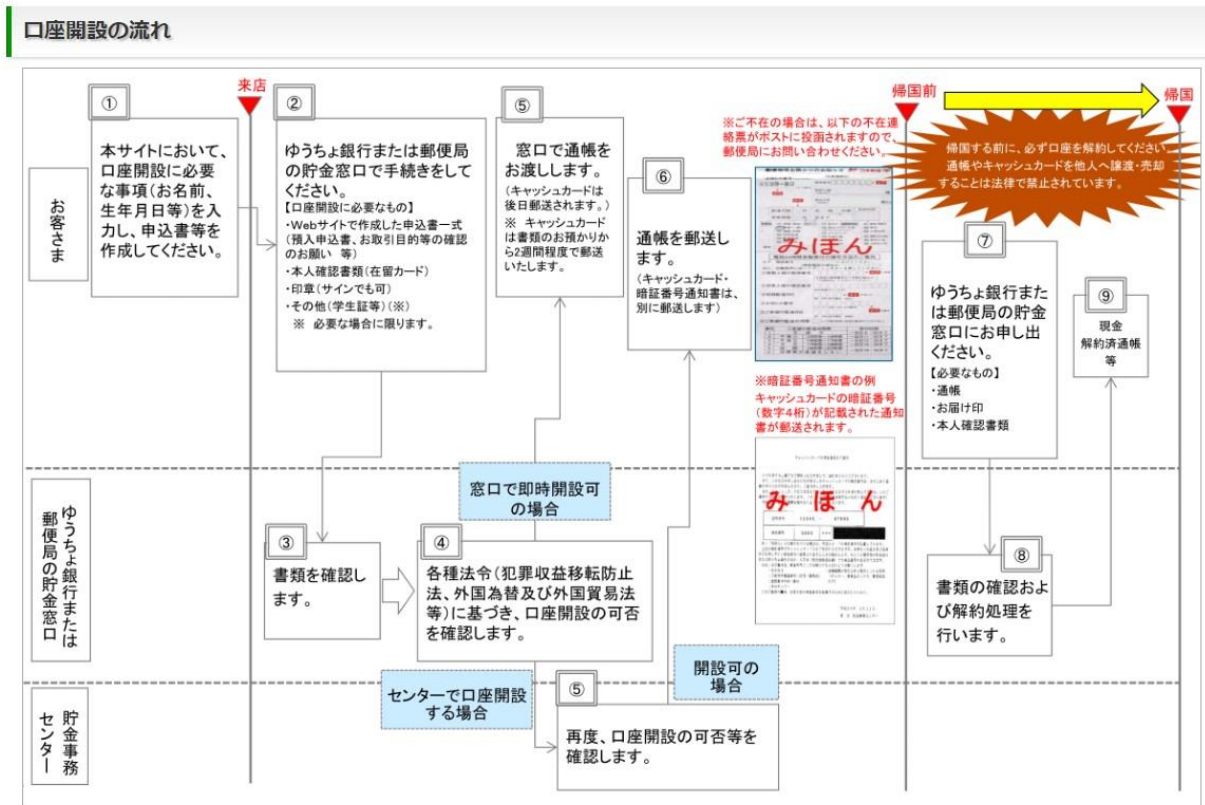 口座開設の流れ
お客さま
①
本サイトにおいて、
口座開設に必要
な事項(お名前、
生年月日等)を入
力し、申込書等を
作成してください。
来店
②
ゆうちょ銀行または郵便局
の貯金窓口で手続きをして
ください。
【口座開設に必要なもの】
・Webサイトで作成した申込書一式
(預入申込書、お取引目的等の確認
のお願い 等)
・本人確認書類(在留カード)
・印章(サインでも可)
・その他(学生証等)(※)
※ 必要な場合に限ります。
⑤
窓口で通帳を
お渡しします。
(キャッシュカードは
後日郵送されます。)
※ キャッシュカード
は書類のお預かりか
ら2週間程度で郵送
いたします。
⑥
通帳を郵送し
ます。
(キャッシュカード・
暗証番号通知書は、
別に郵送します)
※ご不在の場合は、以下の不在連
絡票がポストに投函されますので、
郵便局にお問い合わせください。
みほん
※暗証番号通知書の例
キャッシュカードの暗証番号
(数字4桁)が記載された通知
書が郵送されます。
みほん
帰国前
帰国
帰国する前に、必ず口座を解約してください。
通帳やキャッシュカードを他人へ譲渡・売却
することは法律で禁止されています。
⑦
ゆうちょ銀行また
は郵便局の貯金
窓口にお申し出
ください。
【必要なもの】
・通帳
・お届け印
・本人確認書類
⑨
現金
解約済通帳
等
ゆうちょ銀行または
郵便局の貯金窓口
③
書類を確認し
ます。
窓口で即時開設可
の場合
④
各種法令(犯罪収益移転防止
法、外国為替及び外国貿易法
等)に基づき、口座開設の可否
を確認します。
⑧
書類の確認およ
び解約処理を
行います。
貯金事務
センター
センターで口座開設
する場合
⑤
再度、口座開設の可否等を
確認します。
開設可の
場合